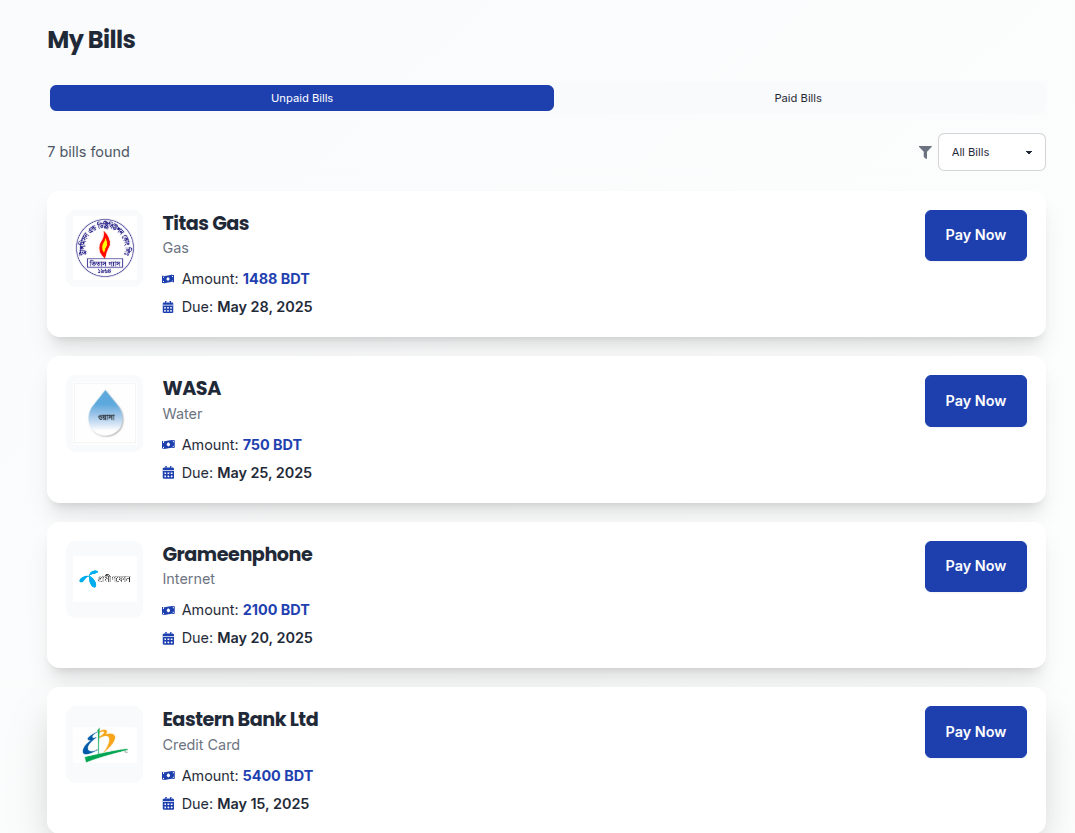 My Bills
Unpaid Bills
Paid Bills
7 bills found
All Bills
তিতাস গ্যাস
১৯৬৪
Titas Gas
Gas
Amount: 1488 BDT
Due: May 28, 2025
Pay Now
ওয়াসা
WASA
Water
Amount: 750 BDT
Due: May 25, 2025
Pay Now
গ্রামীণফোন
Grameenphone
Internet
Amount: 2100 BDT
Due: May 20, 2025
Pay Now
Eastern Bank Ltd
Credit Card
Amount: 5400 BDT
Due: May 15, 2025
Pay Now